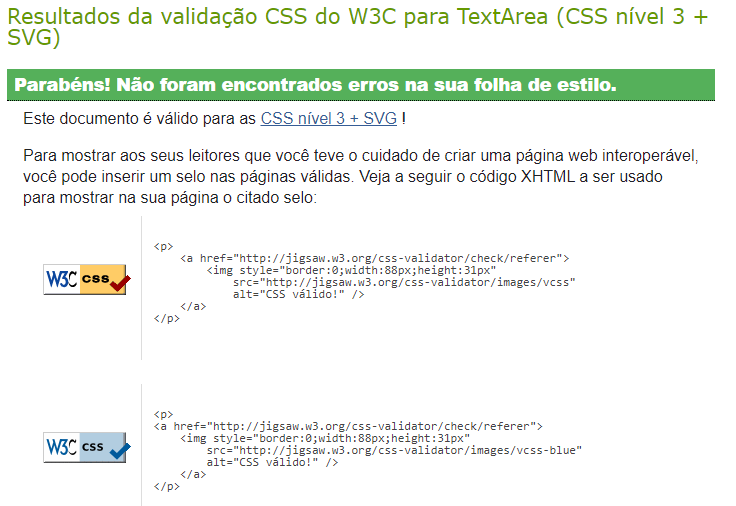 Resultados da validação CSS do W3C para TextArea (CSS nível 3 +
SVG)
Parabéns! Não foram encontrados erros na sua folha de estilo.
Este documento é válido para as CSS nível 3 + SVG !
Para mostrar aos seus leitores que você teve o cuidado de criar uma página web interoperável,
você pode inserir um selo nas páginas válidas. Veja a seguir o código XHTML a ser usado
para mostrar na sua página o citado selo:
W3C css
<p>
    <a href="http://jigsaw.w3.org/css-validator/check/referer">
        <img style="border:0;width:88px;height:31px"
            src="http://jigsaw.w3.org/css-validator/images/vcss"
            alt="CSS válido!" />
    </a>
</p>
W3C css
<p>
<a href="http://jigsaw.w3.org/css-validator/check/referer">
    <img style="border:0;width:88px;height:31px"
        src="http://jigsaw.w3.org/css-validator/images/vcss-blue"
        alt="CSS válido!" />
    </a>
</p>